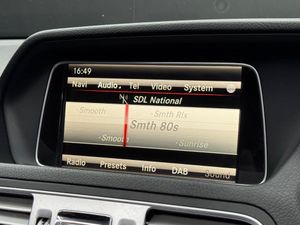 16:49
Navi Audio Tel Video System
SDL National
-Smooth -Smth Rlx
Smth 80s
-Smooth -Sunrise
Radio Presets Info DAB Sound